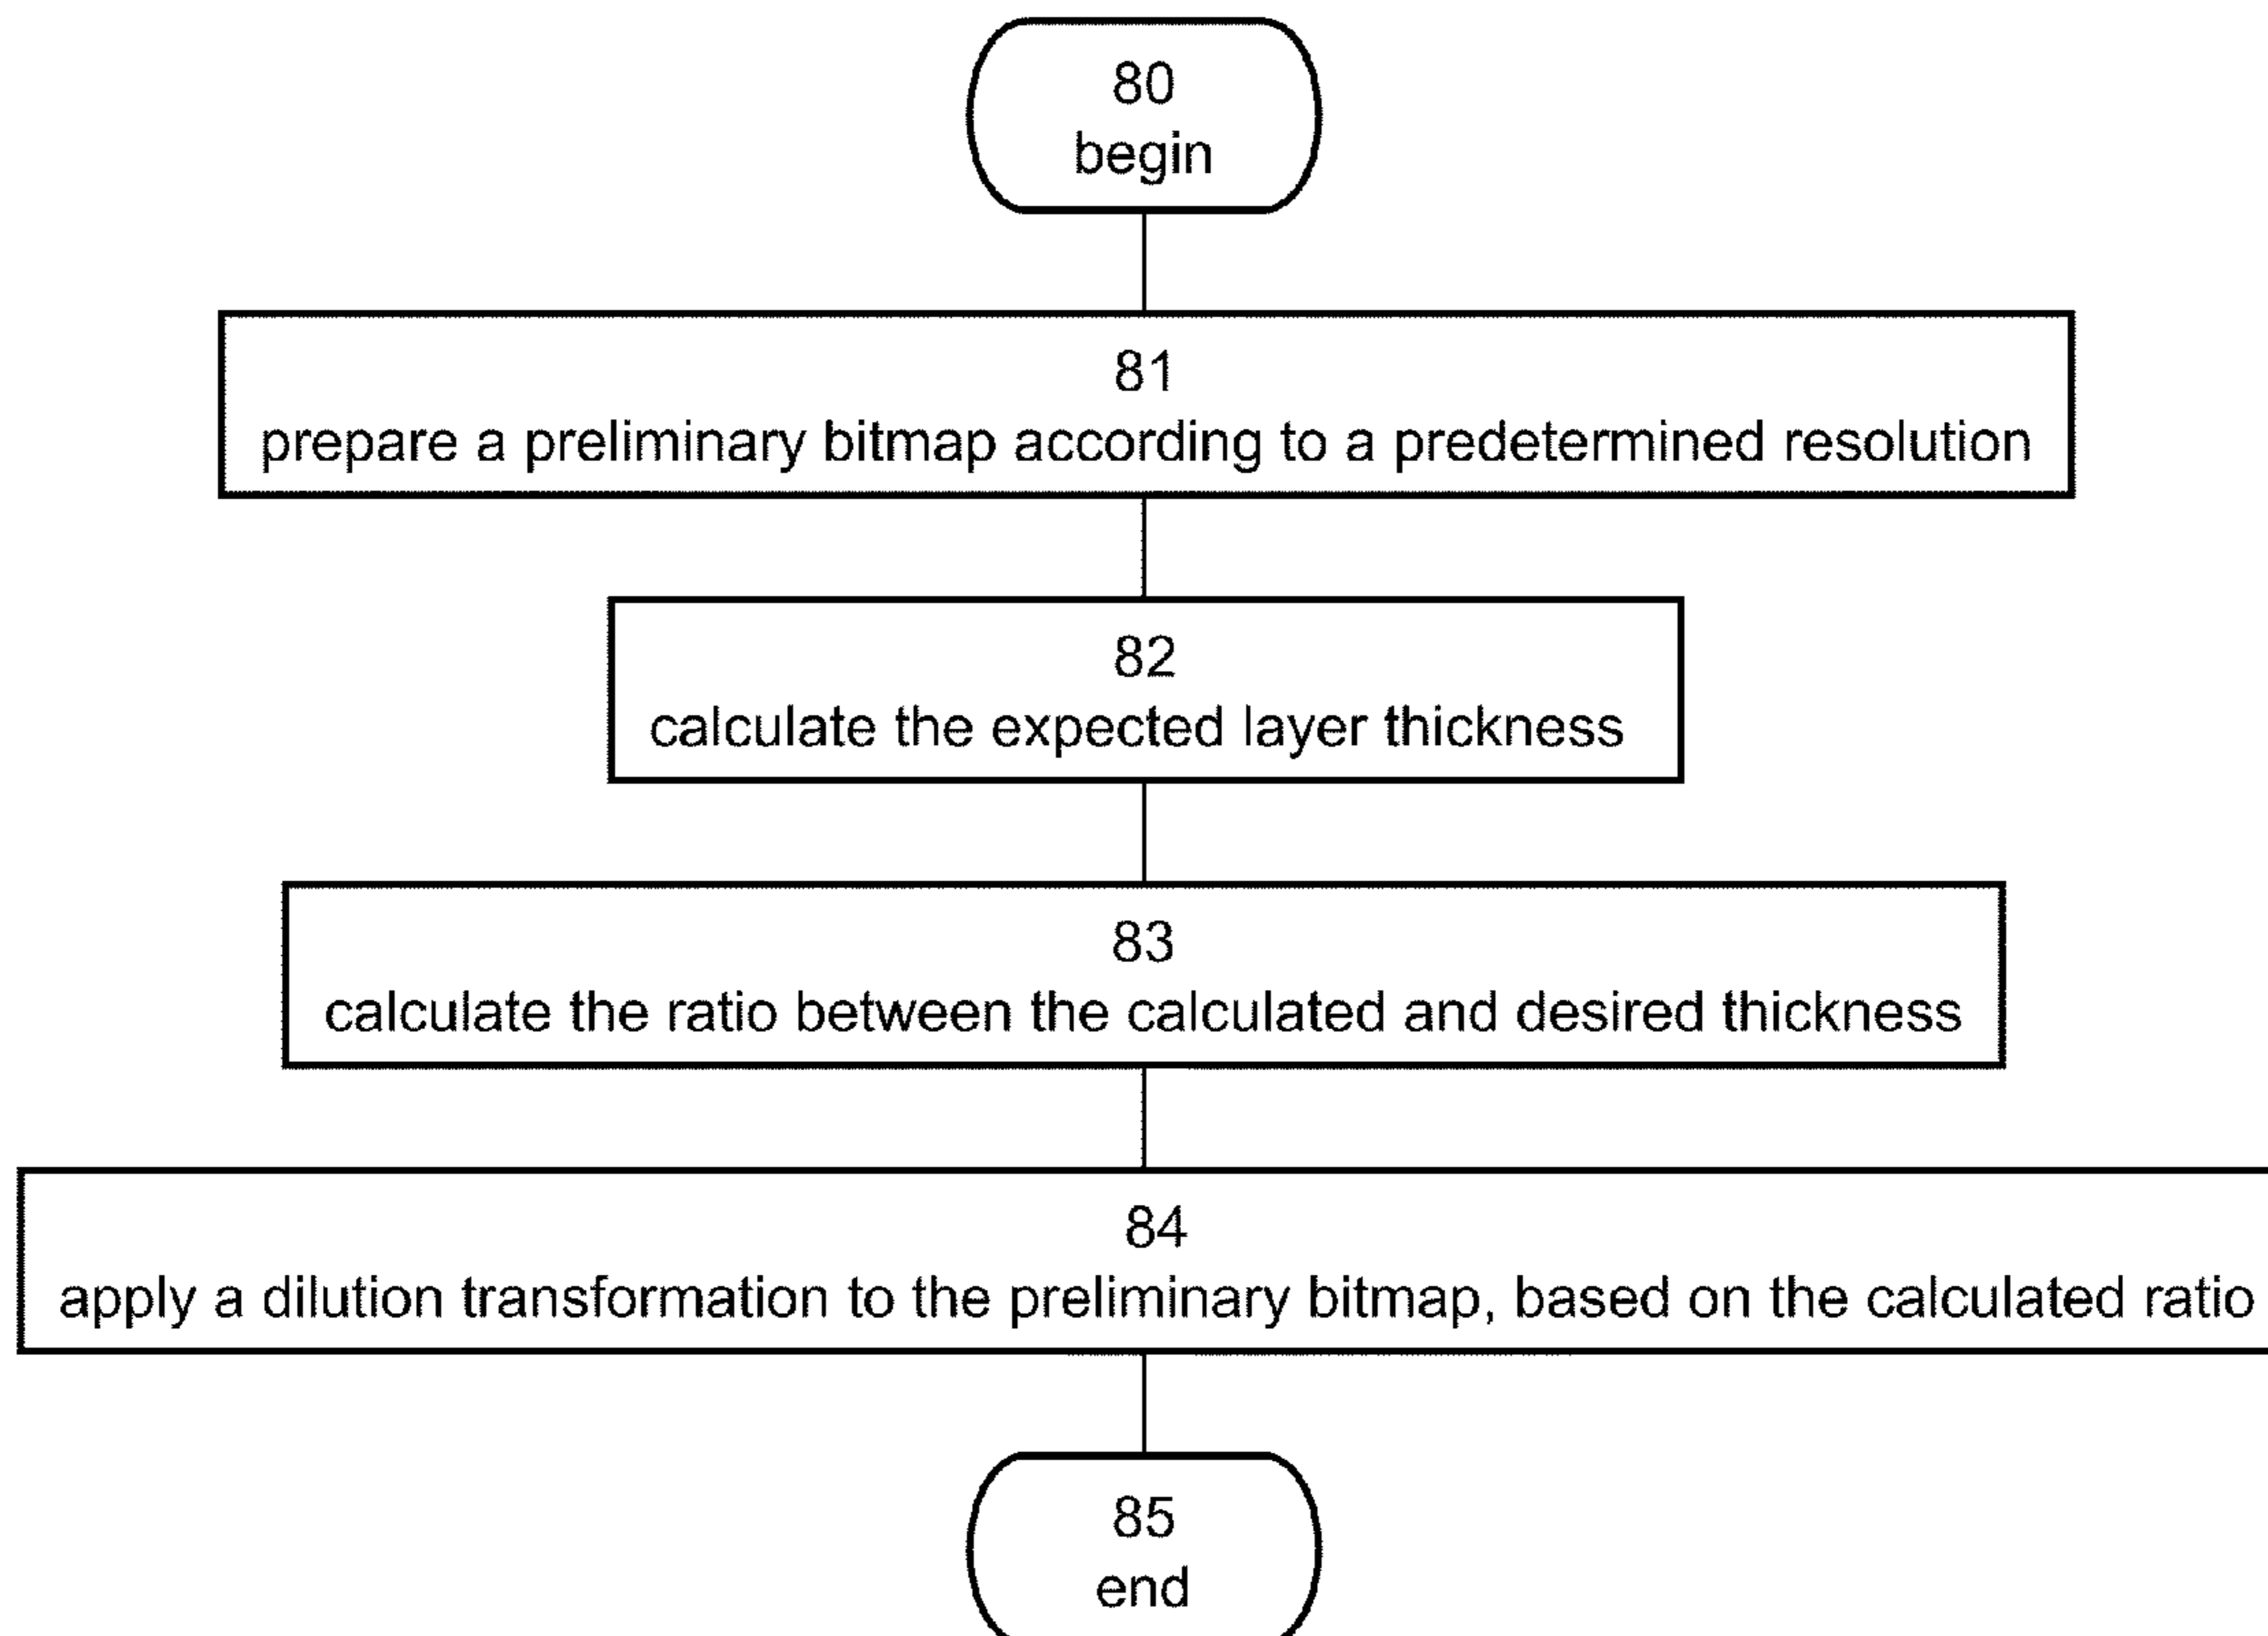 80
begin
81
prepare a preliminary bitmap according to a predetermined resolution
82
calculate the expected layer thickness
83
calculate the ratio between the calculated and desired thickness
84
apply a dilution transformation to the preliminary bitmap, based on the calculated ratio
85
end